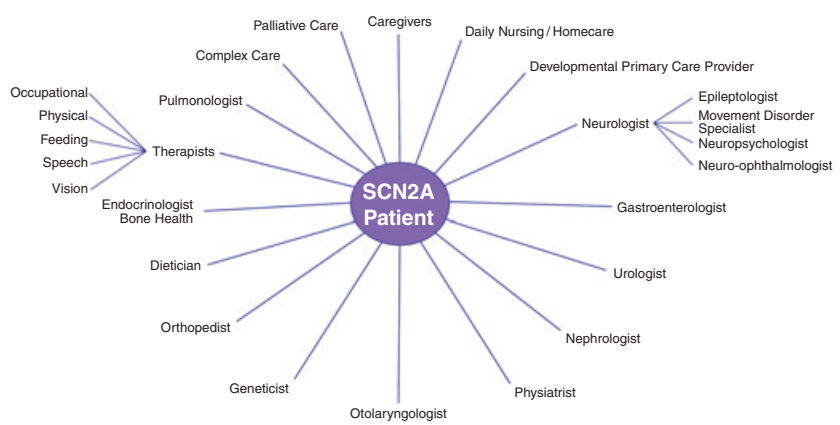 Caregivers
Palliative Care
Daily Nursing / Homecare
Complex Care
Developmental Primary Care Provider
Pulmonologist
Neurologist
Epileptologist
Movement Disorder
Specialist
Neuropsychologist
Neuro-ophthalmologist
Occupational
Physical
Feeding
Speech
Vision
Therapists
SCN2A
Patient
Endocrinologist
Bone Health
Gastroenterologist
Dietician
Urologist
Orthopedist
Nephrologist
Geneticist
Physiatrist
Otolaryngologist